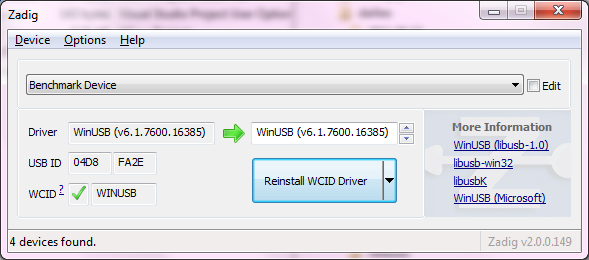 Zadig
Device Options Help
Benchmark Device Edit
Driver WinUSB (v6.1.7600.16385) WinUSB (v6.1.7600.16385)
USB ID 04D8 FA2E
WCID ? WINUSB
Reinstall WCID Driver
More Information
WinUSB (libusb-1.0)
libusb-win32
libusbK
WinUSB (Microsoft)
4 devices found. Zadig v2.0.0.149